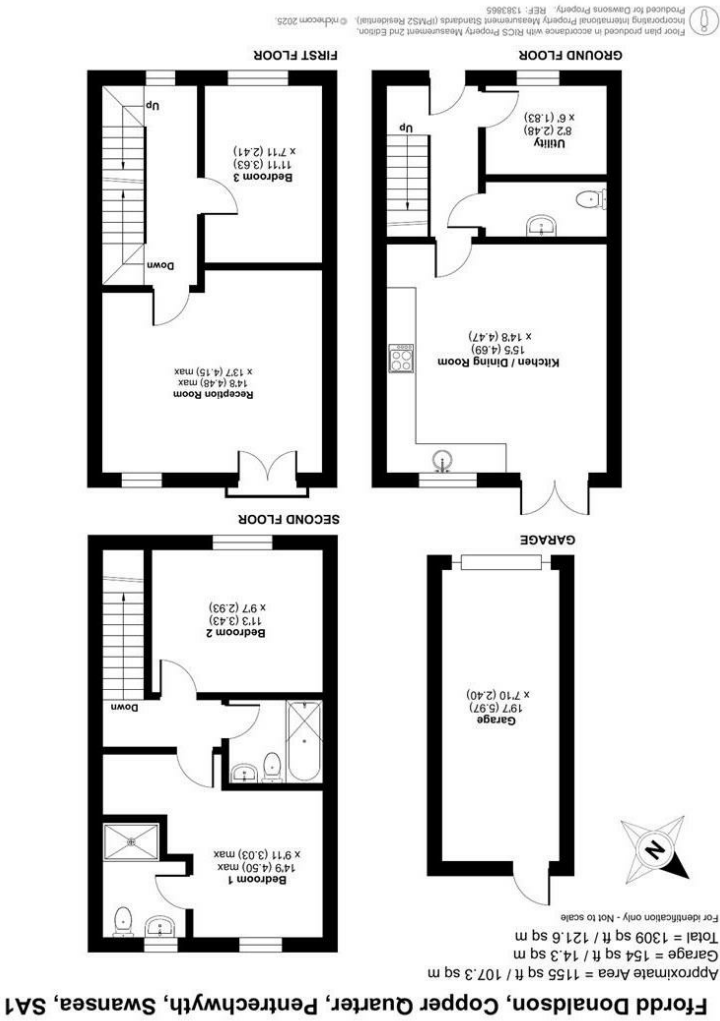 Ffordd Donaldson, Copper Quarter, Pentrechwyth, Swansea, SA1
Approximate Area = 1155 sq ft / 107.3 sq m
Garage = 154 sq ft / 14.3 sq m
Total = 1309 sq ft / 121.6 sq m
For identification only - Not to scale
N
Bedroom 1
14'9 (4.50) max
x 9'11 (3.03) max
Down
Bedroom 2
11'3 (3.43)
x 9'7 (2.93)
SECOND FLOOR
Garage
19'7 (5.97)
x 7'10 (2.40)
GARAGE
Kitchen / Dining Room
15'5 (4.69)
x 14'8 (4.47)
Up
Utility
8'2 (2.48)
x 6' (1.83)
GROUND FLOOR
Reception Room
14'8 (4.48) max
x 13'7 (4.15) max
Down
Bedroom 3
11'11 (3.63)
x 7'11 (2.41)
Up
FIRST FLOOR
Floor plan produced in accordance with RICS Property Measurement 2nd Edition,
Incorporating International Property Measurement Standards (IPMS2 Residential). © nichecom 2025.
Produced for Dawsons Property. REF: 1383865